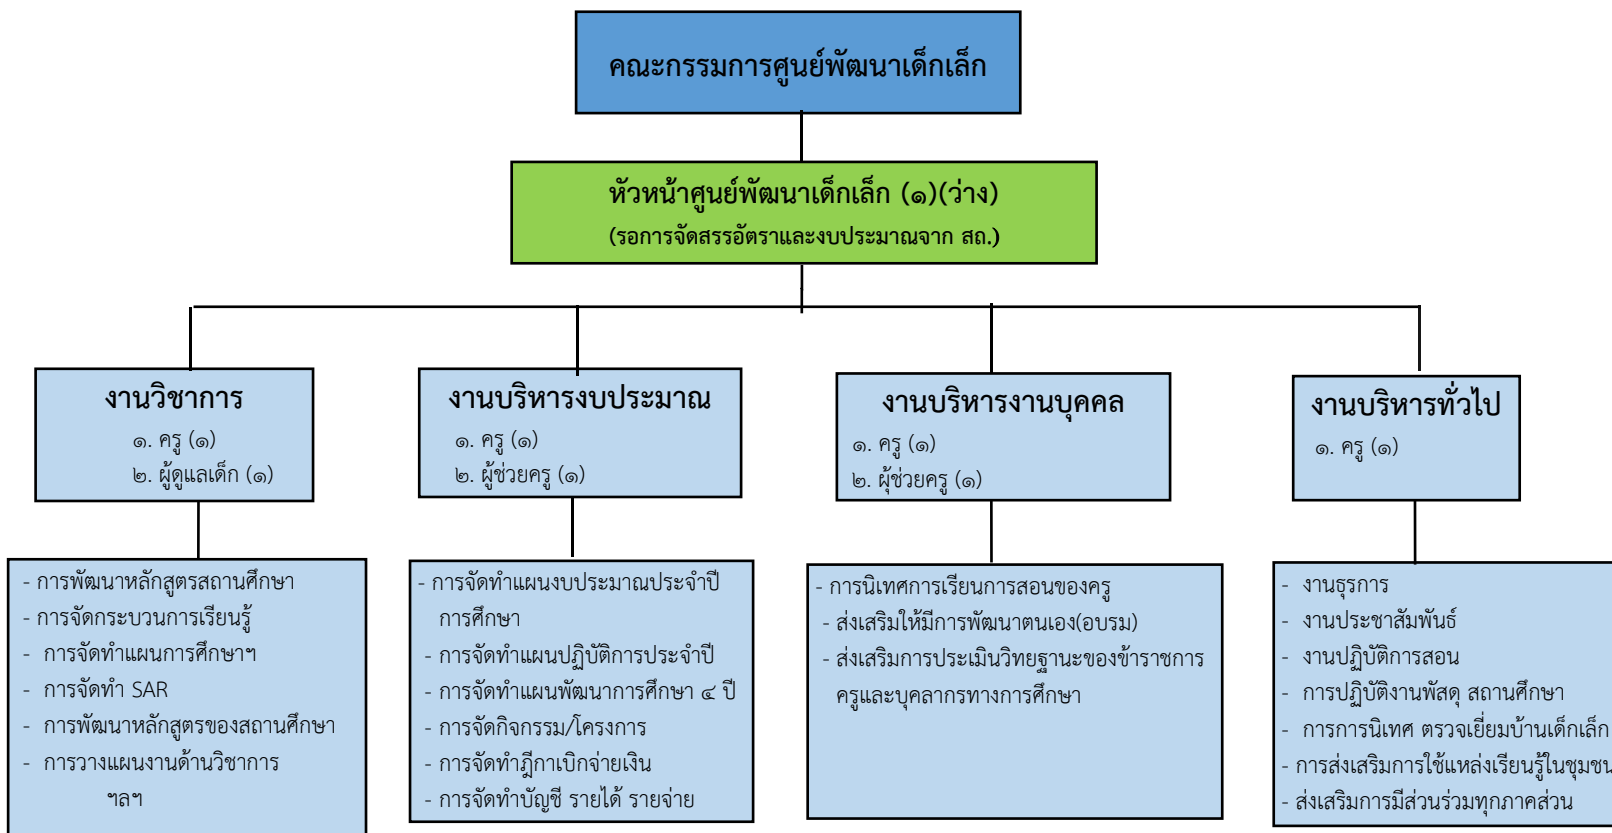 คณะกรรมการศูนย์พัฒนาเด็กเล็ก
หัวหน้าศูนย์พัฒนาเด็กเล็ก (๑)(ว่าง)
(รอการจัดสรรอัตราและงบประมาณจาก สถ.)
งานวิชาการ
๑. ครู (๑)
๒. ผู้ดูแลเด็ก (๑)
งานบริหารงบประมาณ
๑. ครู (๑)
๒. ผู้ช่วยครู (๑)
งานบริหารงานบุคคล
๑. ครู (๑)
๒. ผุ้ช่วยครู (๑)
งานบริหารทั่วไป
๑. ครู (๑)
- การพัฒนาหลักสูตรสถานศึกษา
- การจัดกระบวนการเรียนรู้
- การจัดทำแผนการศึกษาฯ
- การจัดทำ SAR
- การพัฒนาหลักสูตรของสถานศึกษา
- การวางแผนงานด้านวิชาการ
ฯลฯ
- การจัดทำแผนงบประมาณประจำปี
การศึกษา
- การจัดทำแผนปฏิบัติการประจำปี
- การจัดทำแผนพัฒนาการศึกษา ๔ ปี
- การจัดกิจกรรม/โครงการ
- การจัดทำฎีกาเบิกจ่ายเงิน
- การจัดทำบัญชี รายได้ รายจ่าย
- การนิเทศการเรียนการสอนของครู
- ส่งเสริมให้มีการพัฒนาตนเอง(อบรม)
- ส่งเสริมการประเมินวิทยฐานะของข้าราชการ
ครูและบุคลากรทางการศึกษา
- งานธุรการ
- งานประชาสัมพันธ์
- งานปฏิบัติการสอน
- การปฏิบัติงานพัสดุ สถานศึกษา
- การการนิเทศ ตรวจเยี่ยมบ้านเด็กเล็ก
- การส่งเสริมการใช้แหล่งเรียนรู้ในชุมชน
- ส่งเสริมการมีส่วนร่วมทุกภาคส่วน